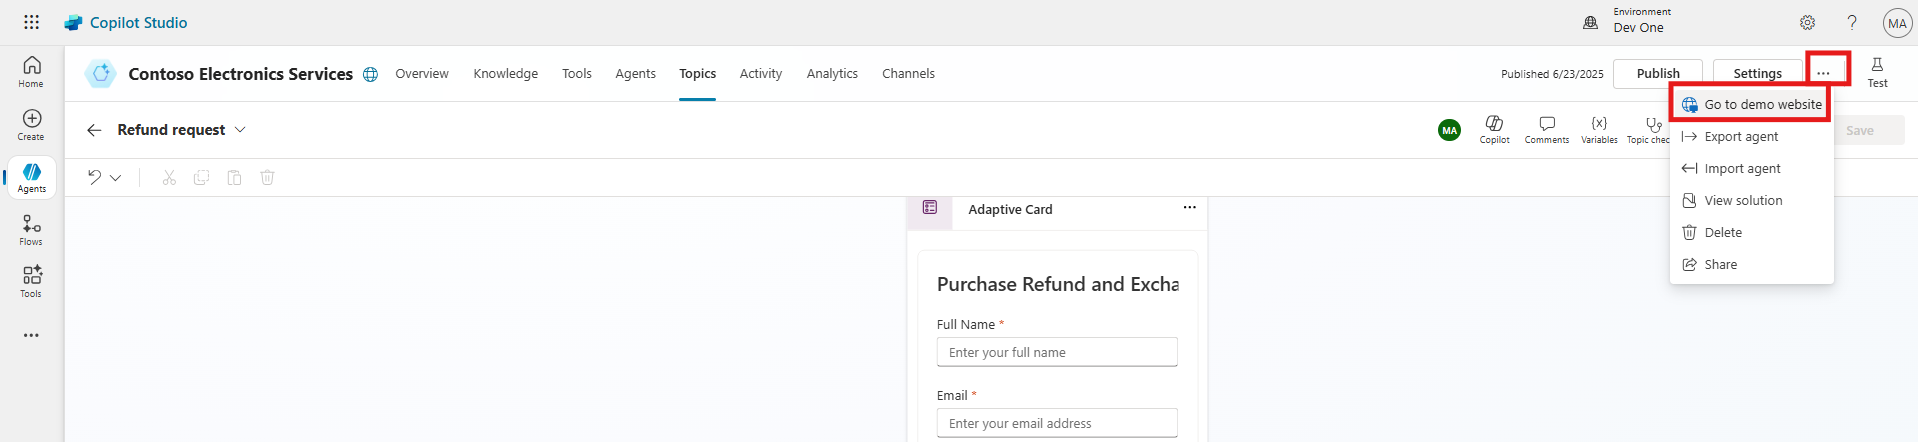 Copilot Studio
Environment
Dev One
MA
Home
Create
Agents
Flows
Tools
Contoso Electronics Services
Overview
Knowledge
Tools
Agents
Topics
Activity
Analytics
Channels
Published 6/23/2025
Publish
Settings
Test
Refund request
MA
Copilot
Comments
Variables
Topic chec
Save
Go to demo website
Export agent
Import agent
View solution
Delete
Share
Adaptive Card
Purchase Refund and Excha
Full Name *
Enter your full name
Email *
Enter your email address